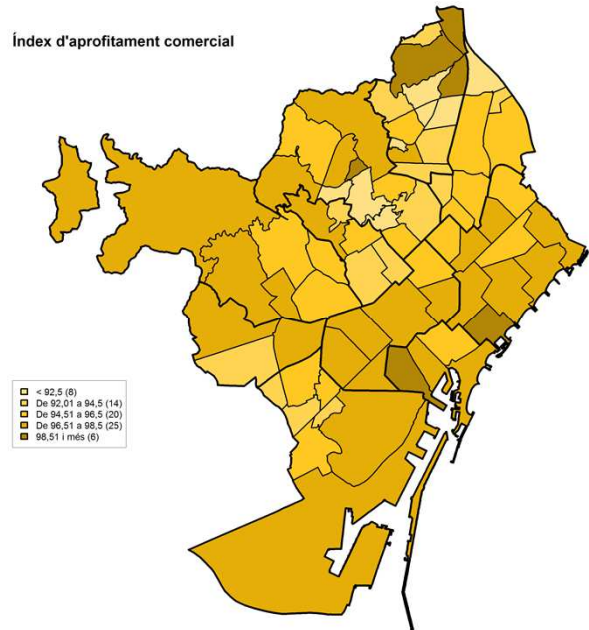 Índex d'aprofitament comercial
< 92,5 (8)
De 92,01 a 94,5 (14)
De 94,51 a 96,5 (20)
De 96,51 a 98,5 (25)
98,51 i més (6)